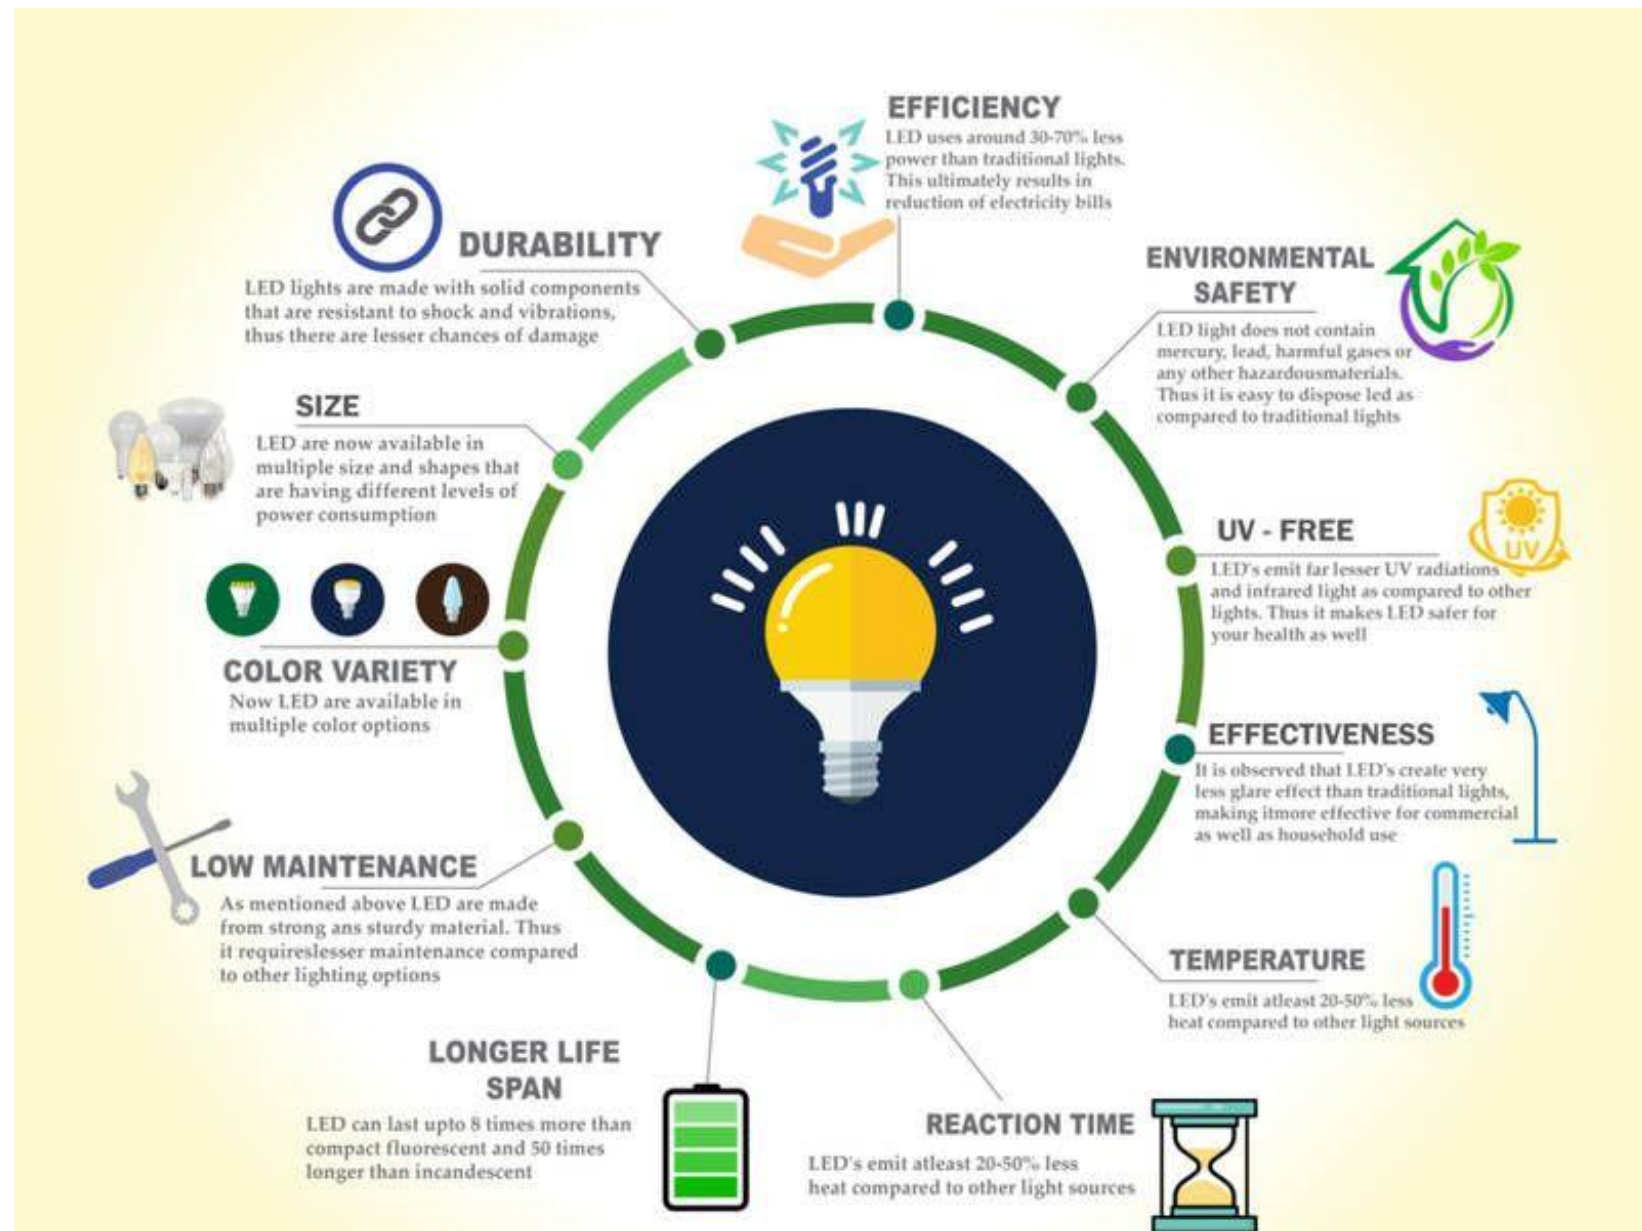 EFFICIENCY
LED uses around 30-70% less
power than traditional lights.
This ultimately results in
reduction of electricity bills
DURABILITY
LED lights are made with solid components
that are resistant to shock and vibrations,
thus there are lesser chances of damage
ENVIRONMENTAL
SAFETY
LED light does not contain
mercury, lead, harmful gases or
any other hazardousmaterials.
Thus it is easy to dispose led as
compared to traditional lights
SIZE
LED are now available in
multiple size and shapes that
are having different levels of
power consumption
UV - FREE
UV
LED's emit far lesser UV radiations
and infrared light as compared to other
lights. Thus it makes LED safer for
your health as well
COLOR VARIETY
Now LED are available in
multiple color options
EFFECTIVENESS
It is observed that LED's create very
less glare effect than traditional lights,
making itmore effective for commercial
as well as household use
LOW MAINTENANCE
As mentioned above LED are made
from strong ans sturdy material. Thus
it requireslesser maintenance compared
to other lighting options
TEMPERATURE
LED's emit atleast 20-50% less
heat compared to other light sources
LONGER LIFE
SPAN
LED can last upto 8 times more than
compact fluorescent and 50 times
longer than incandescent
REACTION TIME
LED's emit atleast 20-50% less
heat compared to other light sources